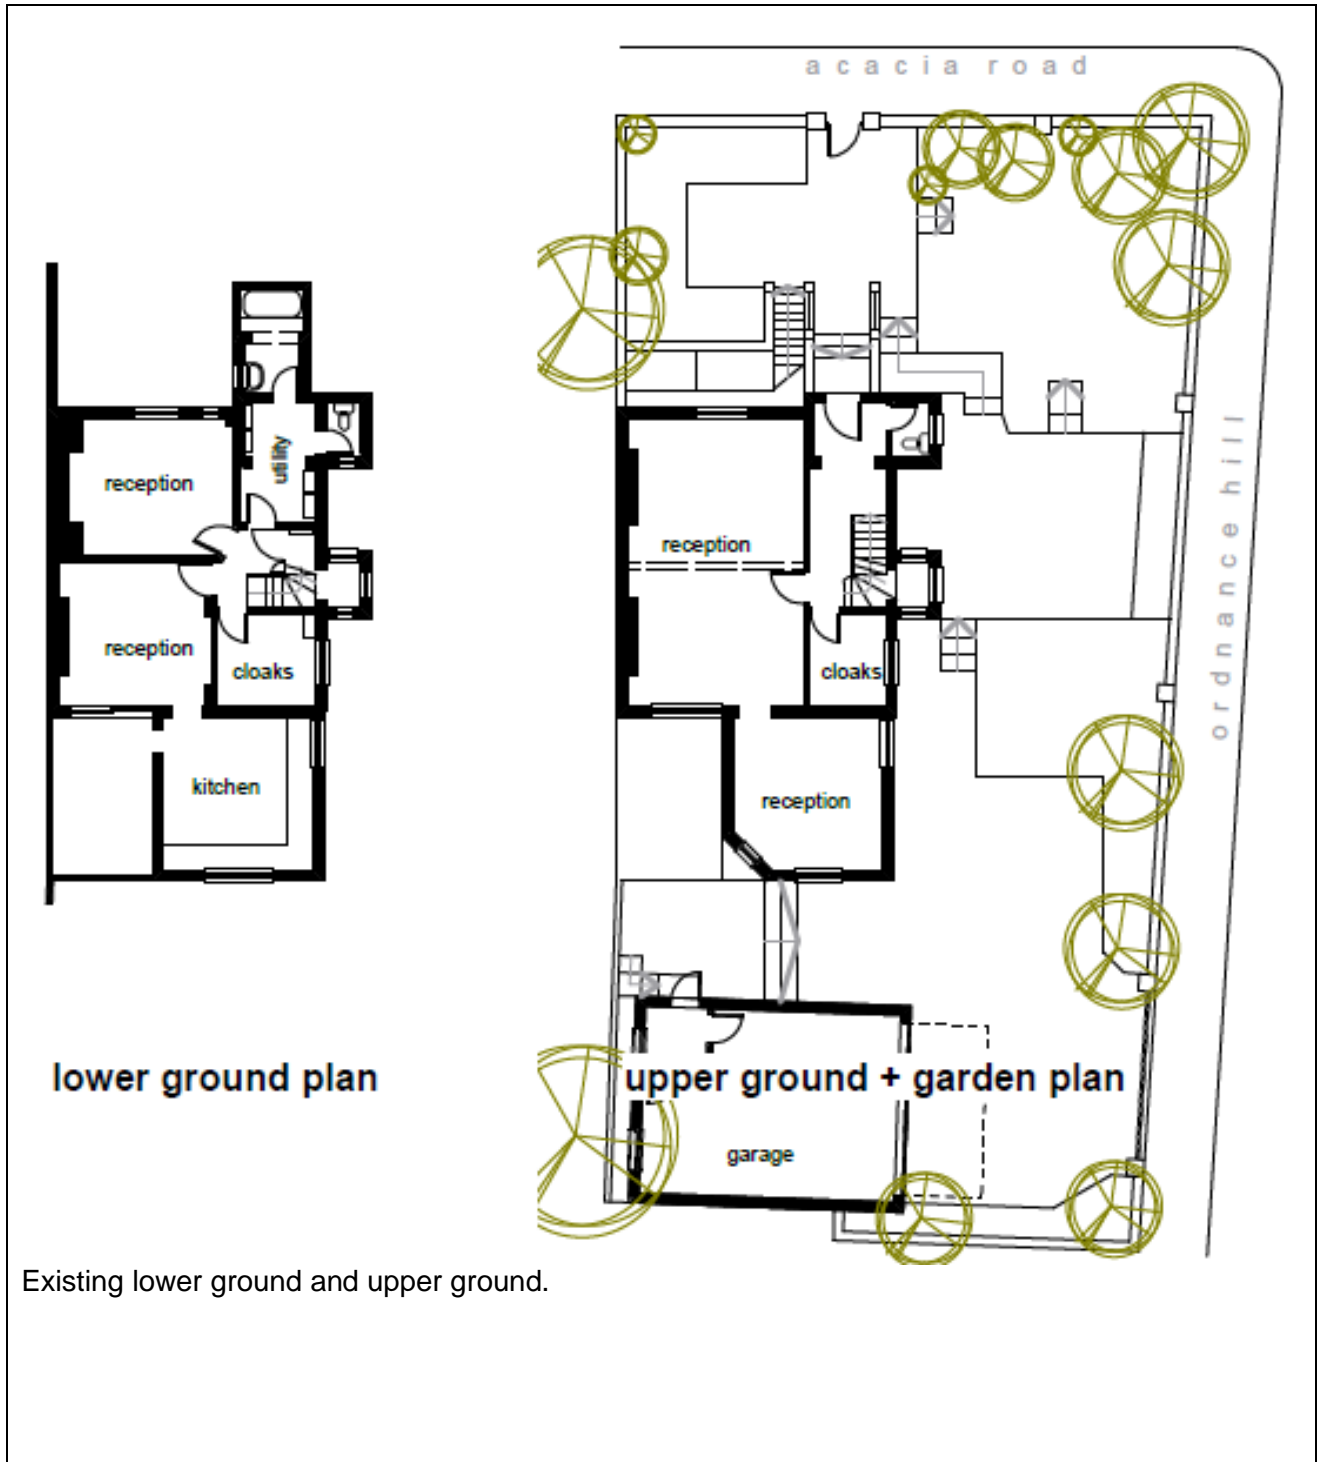 acacia road
ordnance hill
reception
utility
reception
cloaks
kitchen
lower ground plan
reception
cloaks
reception
upper ground + garden plan
garage
Existing lower ground and upper ground.